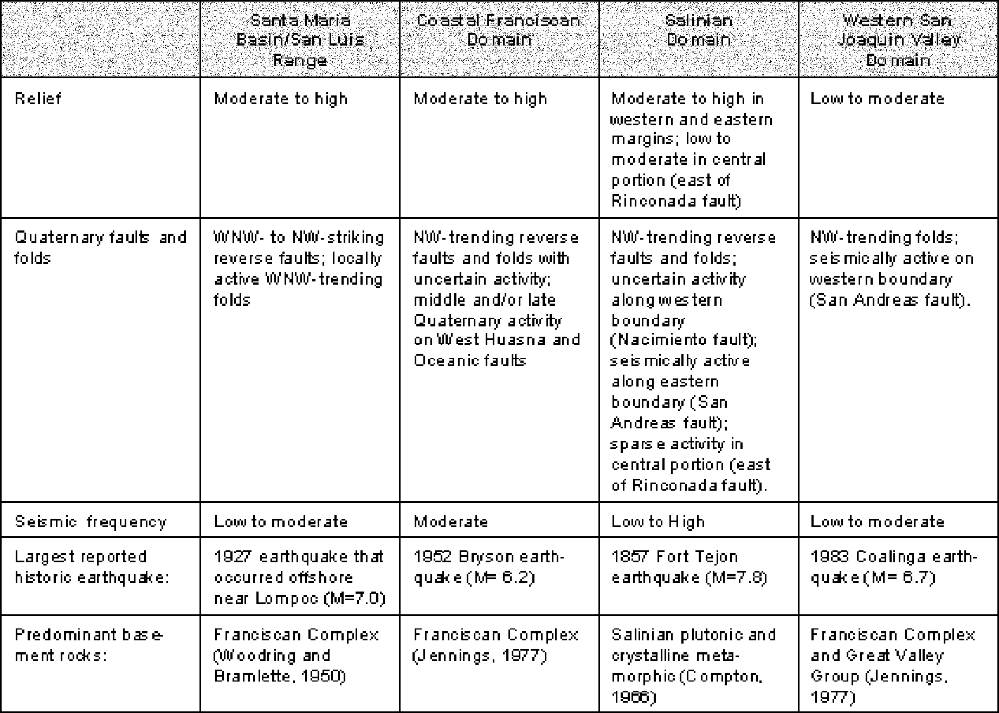 Santa Maria
Basin/San Luis
Range
Coastal Franciscan
Domain
Salinian
Domain
Western San
Joaquin Valley
Domain
Relief
Moderate to high
Moderate to high
Moderate to high in
western and eastern
margins; low to
moderate in central
portion (east of
Rinconada fault)
Low to moderate
Quaternary faults and
folds
WNW- to NW-striking
reverse faults; locally
active WNW-trending
folds
NW-trending reverse
faults and folds with
uncertain activity;
middle and/or late
Quaternary activity
on West Huasna and
Oceanic faults
NW-trending reverse
faults and folds;
uncertain activity
along western
boundary
(Nacimiento fault);
seismically active
along eastern
boundary (San
Andreas fault);
sparse activity in
central portion (east
of Rinconada fault).
NW-trending folds;
seismically active on
western boundary
(San Andreas fault).
Seismic frequency
Low to moderate
Moderate
Low to High
Low to moderate
Largest reported
historic earthquake:
1927 earthquake that
occurred offshore
near Lompoc (M=7.0)
1952 Bryson earth-
quake (M= 6.2)
1857 Fort Tejon
earthquake (M=7.8)
1983 Coalinga earth-
quake (M= 6.7)
Predominant base-
ment rocks:
Franciscan Complex
(Woodring and
Bramlette, 1950)
Franciscan Complex
(Jennings, 1977)
Salinian plutonic and
crystalline meta-
morphic (Compton,
1966)
Franciscan Complex
and Great Valley
Group (Jennings,
1977)